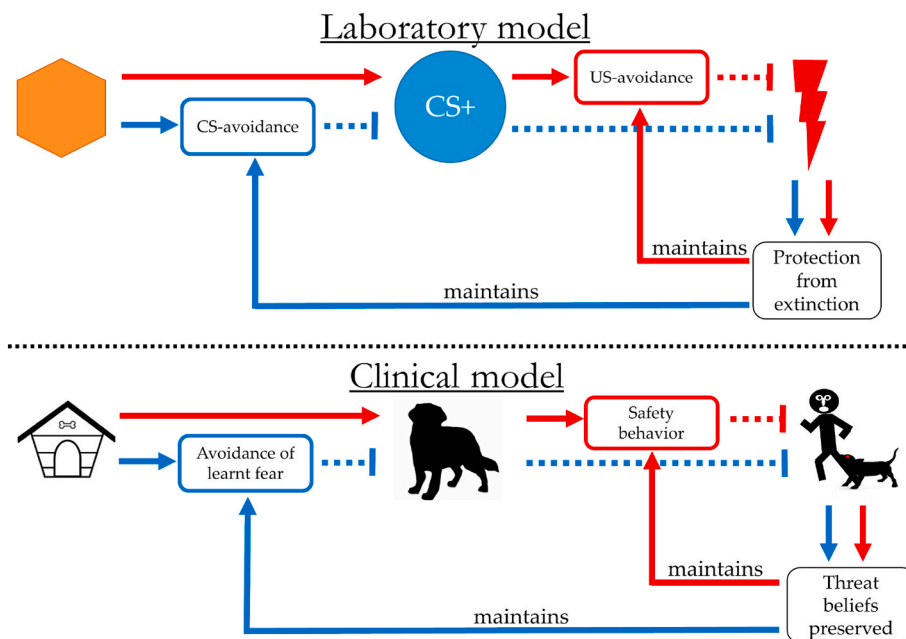 Laboratory model
CS-avoidance
CS+
US-avoidance
maintains
maintains
Protection
from
extinction
Clinical model
Avoidance of
learnt fear
Safety
behavior
maintains
maintains
Threat
beliefs
preserved